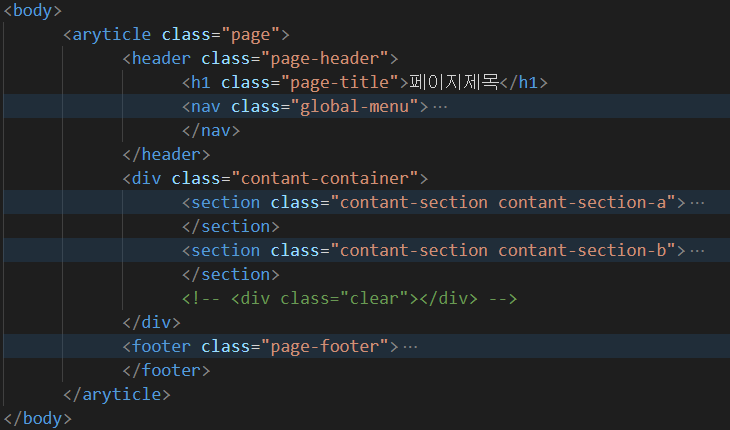 <body>
<aryticle class="page">
<header class="page-header">
<h1 class="page-title">페이지제목</h1>
<nav class="global-menu">…
</nav>
</header>
<div class="contant-container">
<section class="contant-section contant-section-a">…
</section>
<section class="contant-section contant-section-b">…
</section>
<!-- <div class="clear"></div> -->
</div>
<footer class="page-footer">…
</footer>
</aryticle>
</body>